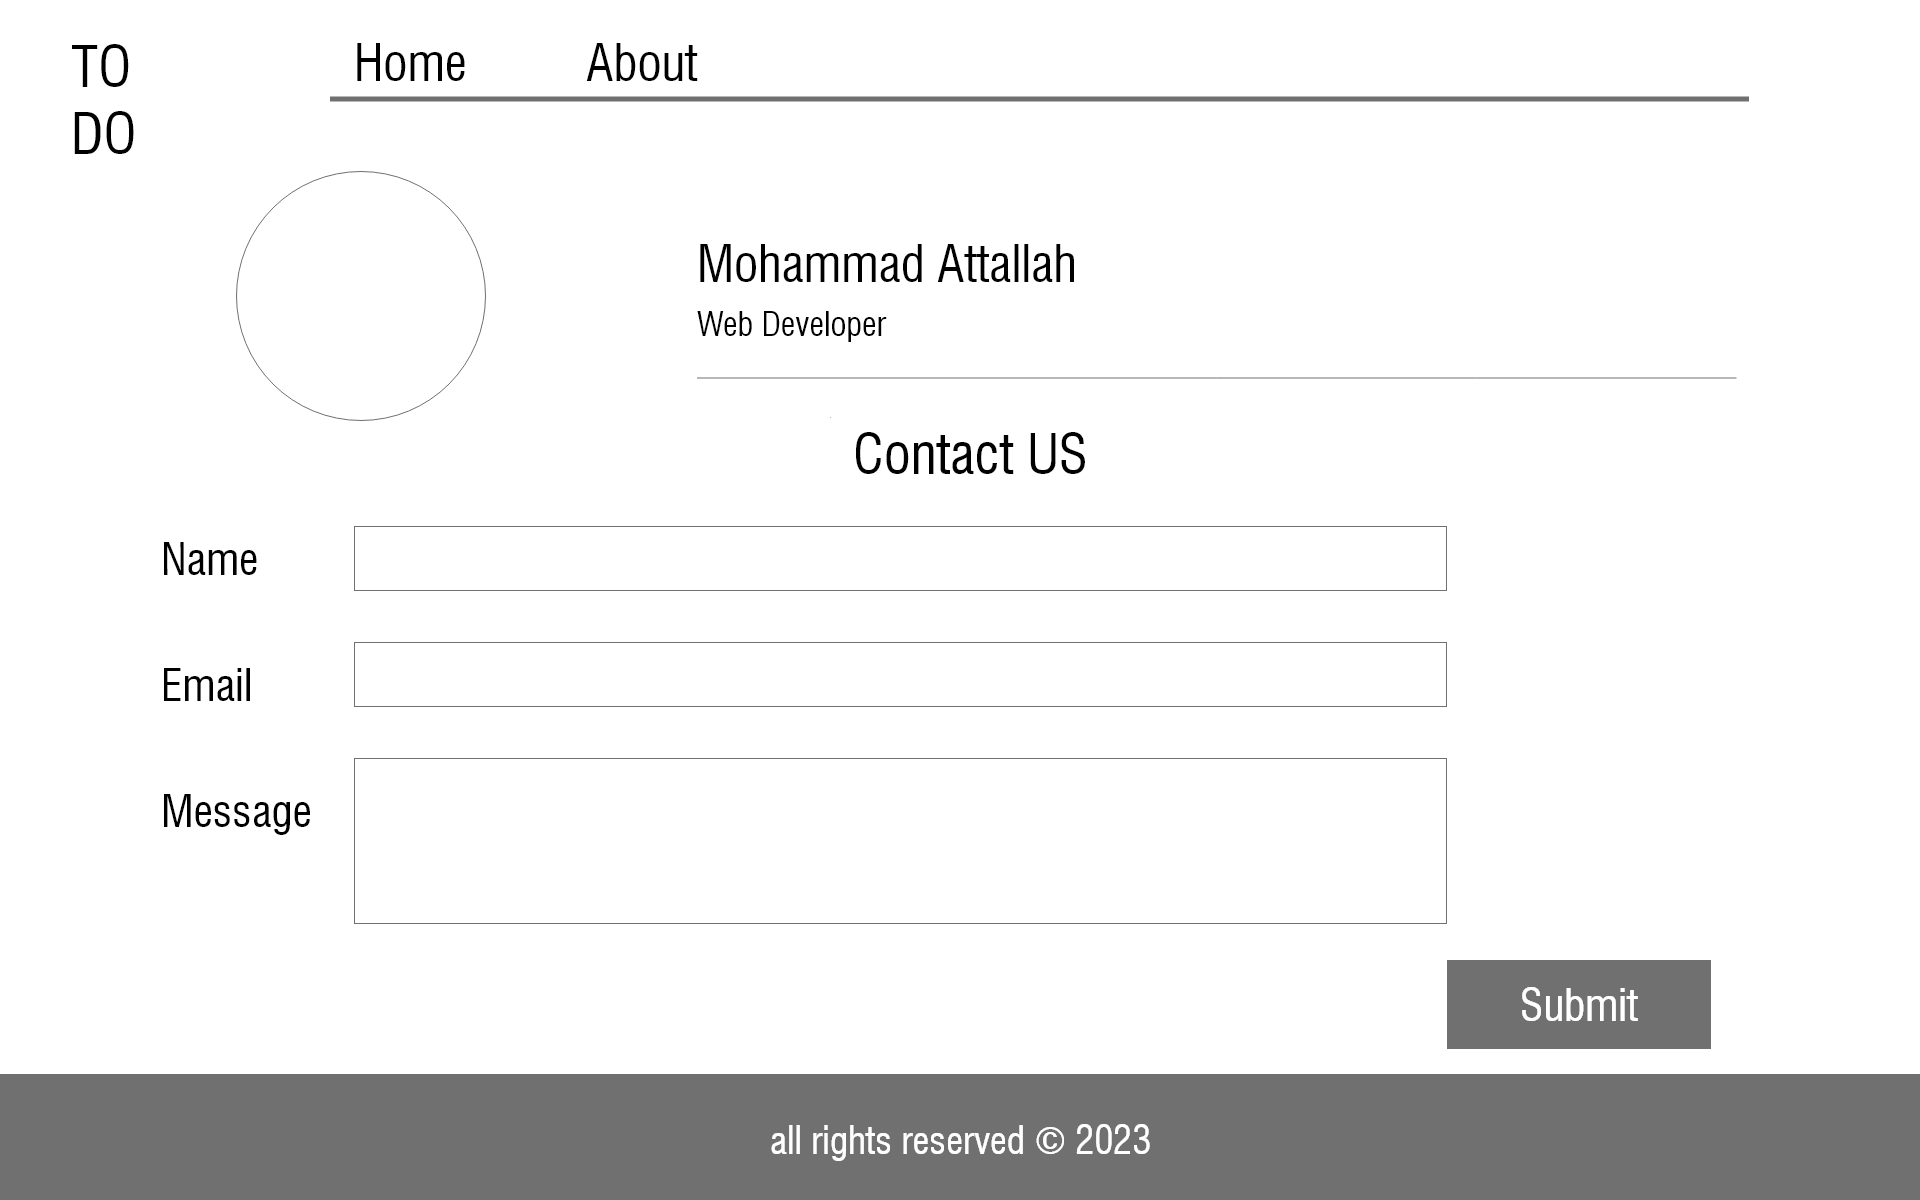 TO
DO
Home
About
Mohammad Attallah
Web Developer
Contact US
Name
Email
Message
Submit
all rights reserved © 2023